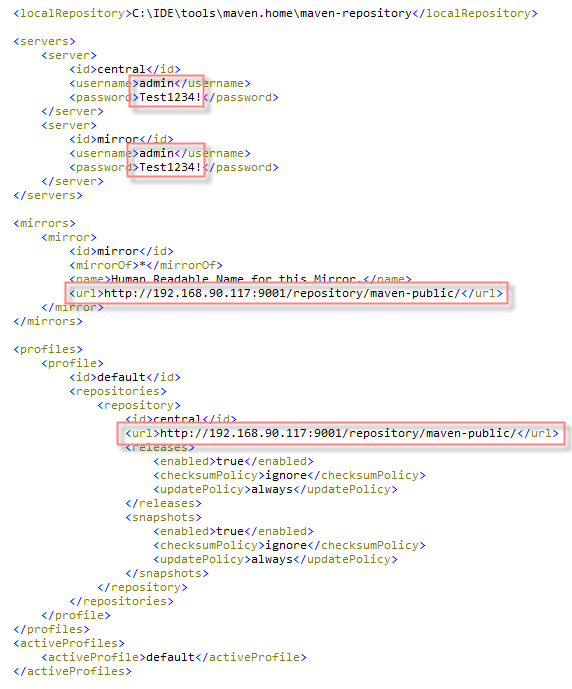 <localRepository>C:\IDE\tools\maven.home\maven-repository</localRepository>
<servers>
<server>
<id>central</id>
<username>admin</username>
<password>Test1234!</password>
</server>
<server>
<id>mirror</id>
<username>admin</username>
<password>Test1234!</password>
</server>
</servers>
<mirrors>
<mirror>
<id>mirror</id>
<mirrorOf>*</mirrorOf>
<name>Human Readable Name for this Mirror.</name>
<url>http://192.168.90.117:9001/repository/maven-public/</url>
</mirror>
</mirrors>
<profiles>
<profile>
<id>default</id>
<repositories>
<repository>
<id>central</id>
<url>http://192.168.90.117:9001/repository/maven-public/</url>
<releases>
<enabled>true</enabled>
<checksumPolicy>ignore</checksumPolicy>
<updatePolicy>always</updatePolicy>
</releases>
<snapshots>
<enabled>true</enabled>
<checksumPolicy>ignore</checksumPolicy>
<updatePolicy>always</updatePolicy>
</snapshots>
</repository>
</repositories>
</profile>
</profiles>
<activeProfiles>
<activeProfile>default</activeProfile>
</activeProfiles>